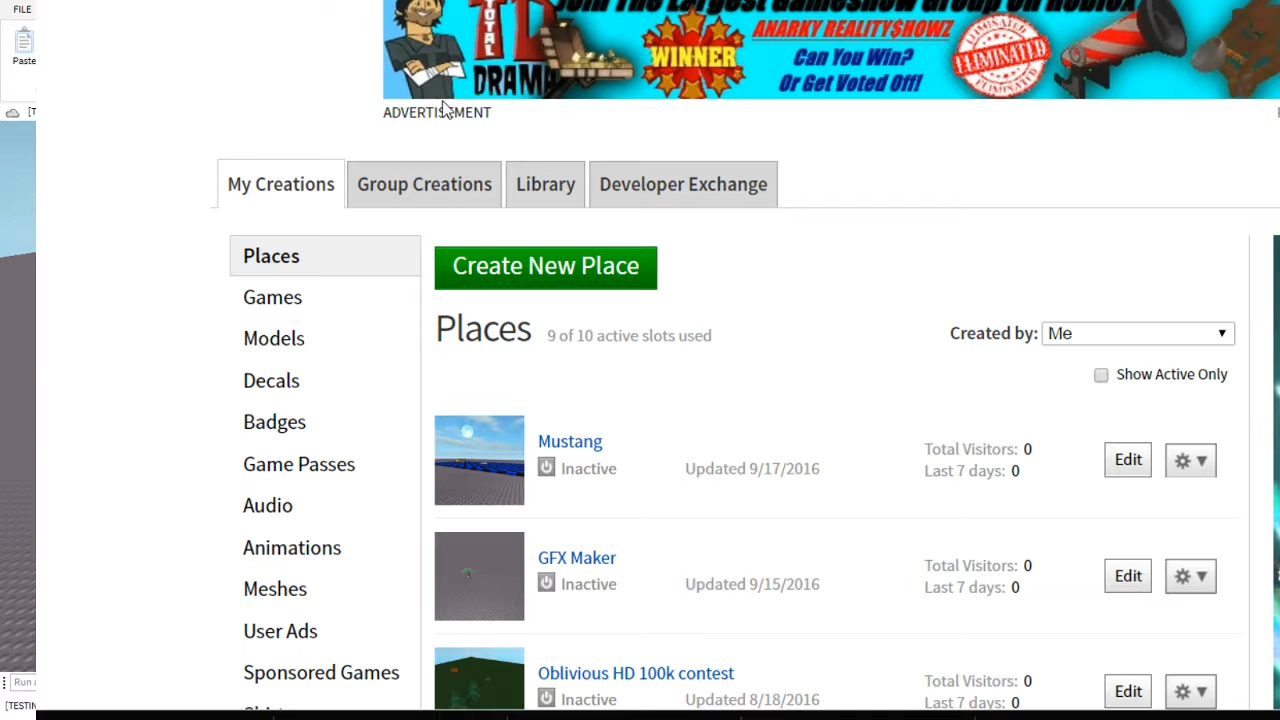 FILE
Join The Largest Gameshow Group On Roblox
TOTAL
DRAMA
WINNER
ANARKY REALITY$HOWZ
Can You Win?
Or Get Voted Off!
ELIMINATED
Paste
ADVERTISEMENT
My Creations
Group Creations
Library
Developer Exchange
Places
Games
Models
Decals
Badges
Game Passes
Audio
Animations
Meshes
User Ads
Sponsored Games
Create New Place
Places 9 of 10 active slots used
Created by: Me
Show Active Only
Mustang
Inactive Updated 9/17/2016
Total Visitors: 0
Last 7 days: 0
Edit
GFX Maker
Inactive Updated 9/15/2016
Total Visitors: 0
Last 7 days: 0
Edit
Oblivious HD 100k contest
Inactive Updated 8/18/2016
Total Visitors: 0
Last 7 days: 0
Edit
Run a
[TESTIN